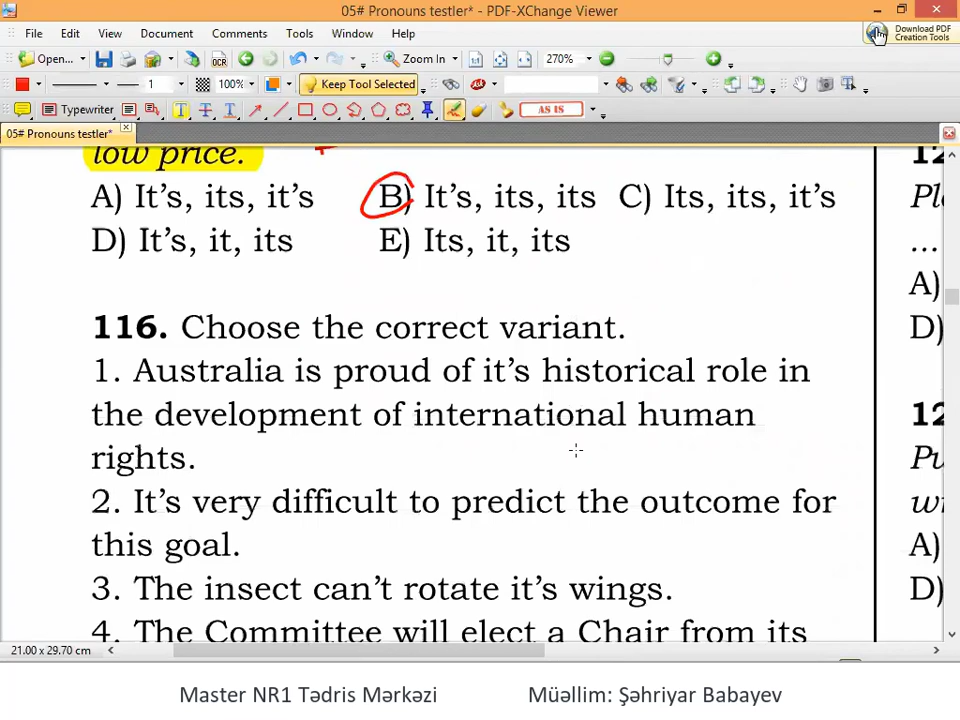 05# Pronouns testler* - PDF-XChange Viewer
File Edit View Document Comments Tools Window Help
Download PDF
Creation Tools
Open... OCR Zoom In 270%
1 100% Keep Tool Selected
Typewriter T T T AS IS
05# Pronouns testler*
low price.
A) It's, its, it's B) It's, its, its C) Its, its, it's
D) It's, it, its E) Its, it, its
116. Choose the correct variant.
1. Australia is proud of it's historical role in
the development of international human
rights.
2. It's very difficult to predict the outcome for
this goal.
3. The insect can't rotate it's wings.
4. The Committee will elect a Chair from its
...
A)
D)
A)
D)
21.00 x 29.70 cm
Master NR1 Tədris Mərkəzi Müəllim: Şəhriyar Babayev